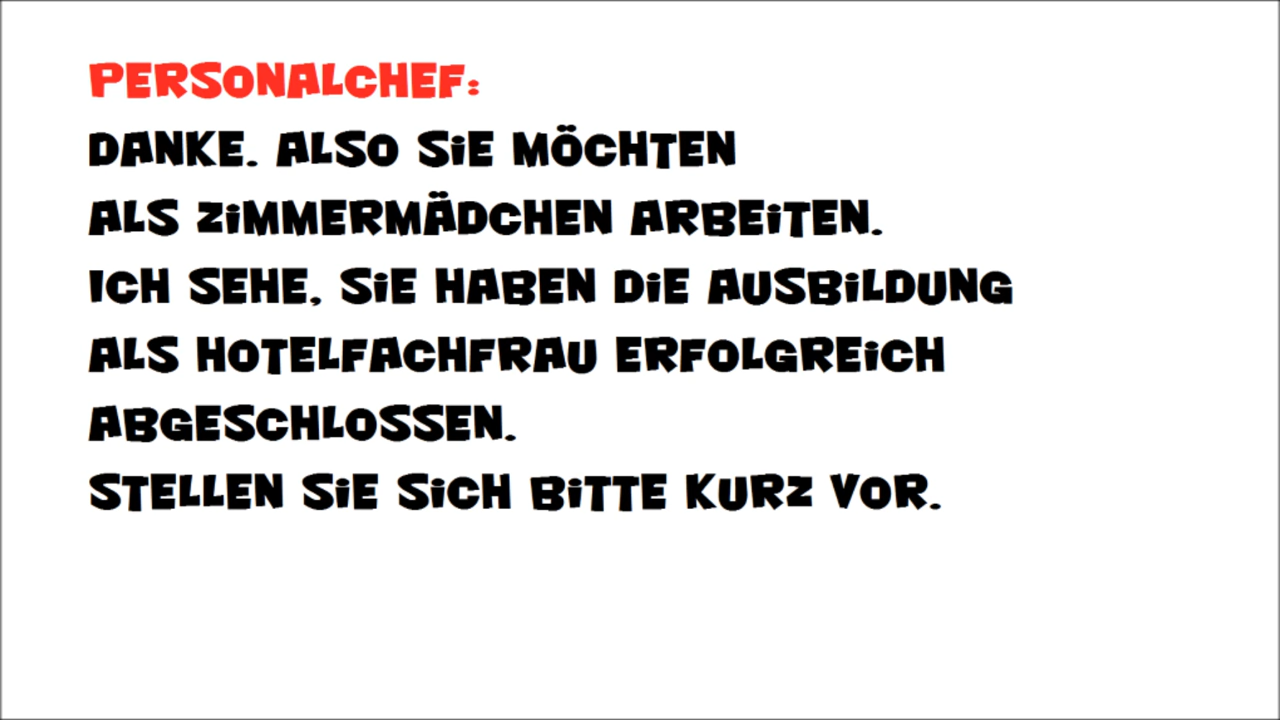 PERSONALCHEF:
DANKE. ALSO SiE MÖCHTEN
ALS ZiMMERMÄDCHEN ARBEiTEN.
ICH SEHE, SiE HABEN DiE AUSBiLDUNG
ALS HOTELFACHFRAU ERFOLGREiCH
ABGESCHLOSSEN.
STELLEN SiE SiCH BiTTE KURZ VOR.